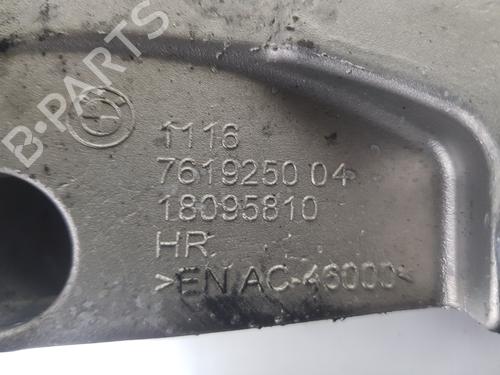 B-PARTS
1116
7619250 04
18095810
HR
>EN AC-46000<